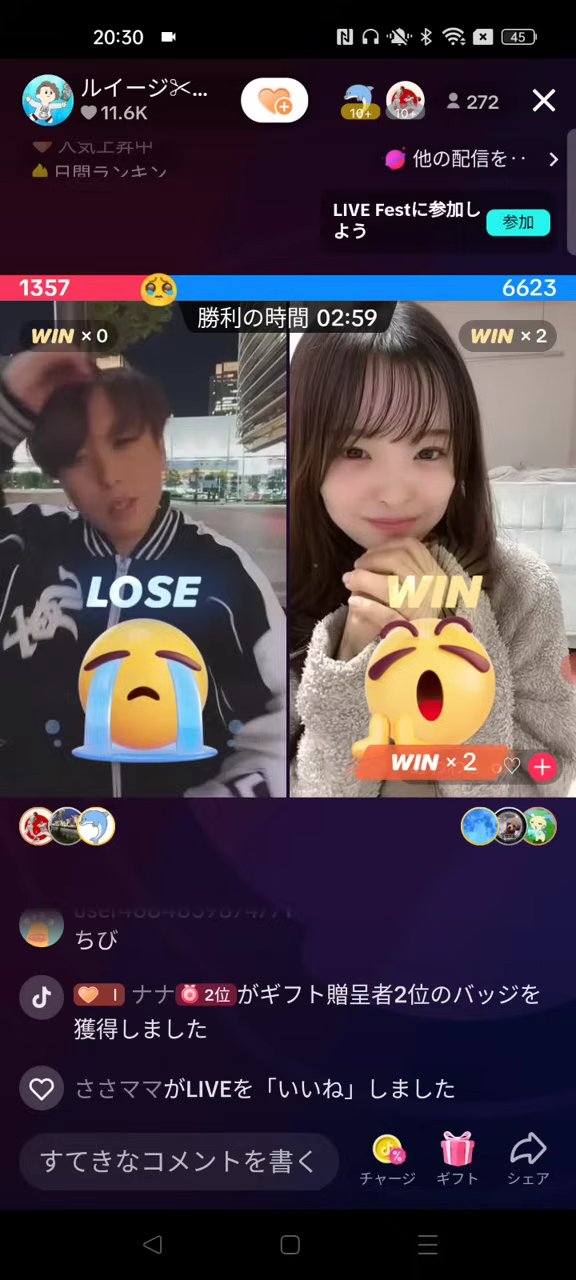 20:30
45
ルイージ✂...
11.6K
10+
10+
272
人気上昇中
日間ランキン
他の配信を‥
LIVE Festに参加し
よう
参加
1357
6623
勝利の時間 02:59
WIN × 0
WIN × 2
LOSE
WIN
WIN × 2
ちび
I ナナ 2位がギフト贈呈者2位のバッジを
獲得しました
ささママがLIVEを「いいね」しました
すてきなコメントを書く
チャージ
ギフト
シェア